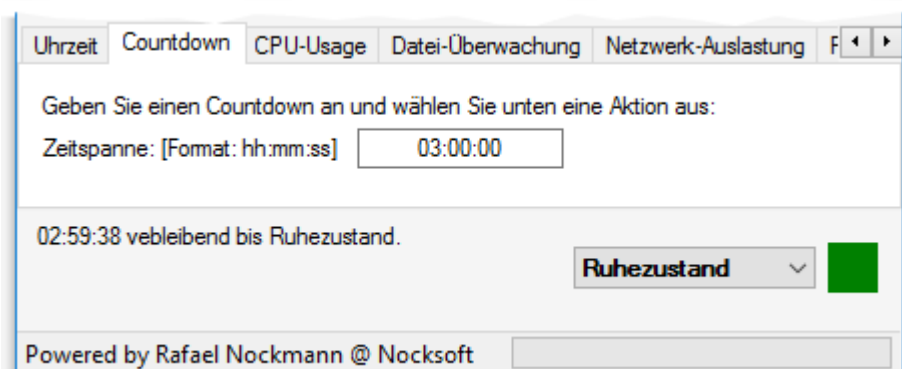 Uhrzeit Countdown CPU-Usage Datei-Überwachung Netzwerk-Auslastung
Geben Sie einen Countdown an und wählen Sie unten eine Aktion aus:
Zeitspanne: [Format: hh:mm:ss] 03:00:00
02:59:38 vebleibend bis Ruhezustand.
Ruhezustand
Powered by Rafael Nockmann @ Nocksoft